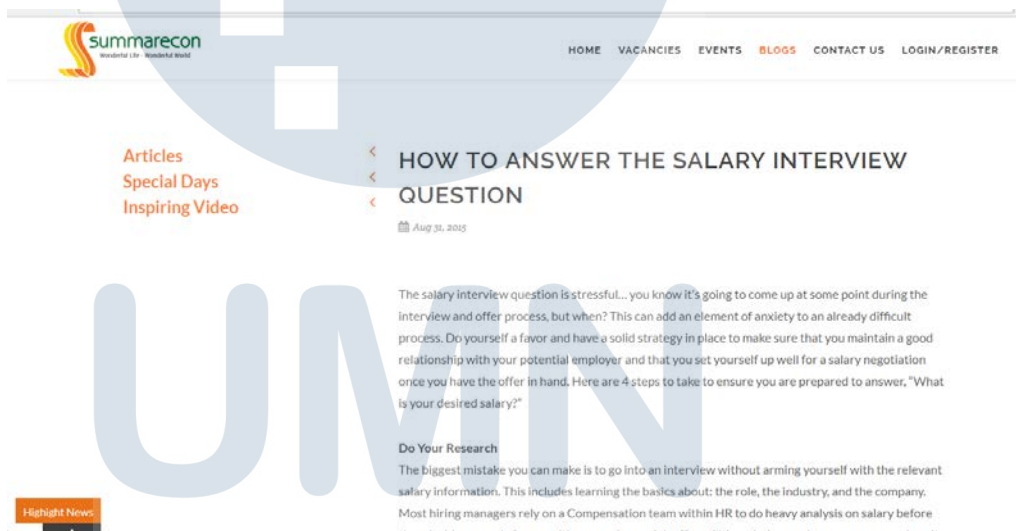 summarecon
Wonderful Life - Wonderful World
HOME VACANCIES EVENTS BLOGS CONTACT US LOGIN/REGISTER
Articles
Special Days
Inspiring Video
HOW TO ANSWER THE SALARY INTERVIEW
QUESTION
Aug 31, 2015
The salary interview question is stressful... you know it's going to come up at some point during the
interview and offer process, but when? This can add an element of anxiety to an already difficult
process. Do yourself a favor and have a solid strategy in place to make sure that you maintain a good
relationship with your potential employer and that you set yourself up well for a salary negotiation
once you have the offer in hand. Here are 4 steps to take to ensure you are prepared to answer, "What
is your desired salary?"
Do Your Research
The biggest mistake you can make is to go into an interview without arming yourself with the relevant
salary information. This includes learning the basics about: the role, the industry, and the company.
Most hiring managers rely on a Compensation team within HR to do heavy analysis on salary before
Highight News
UMN